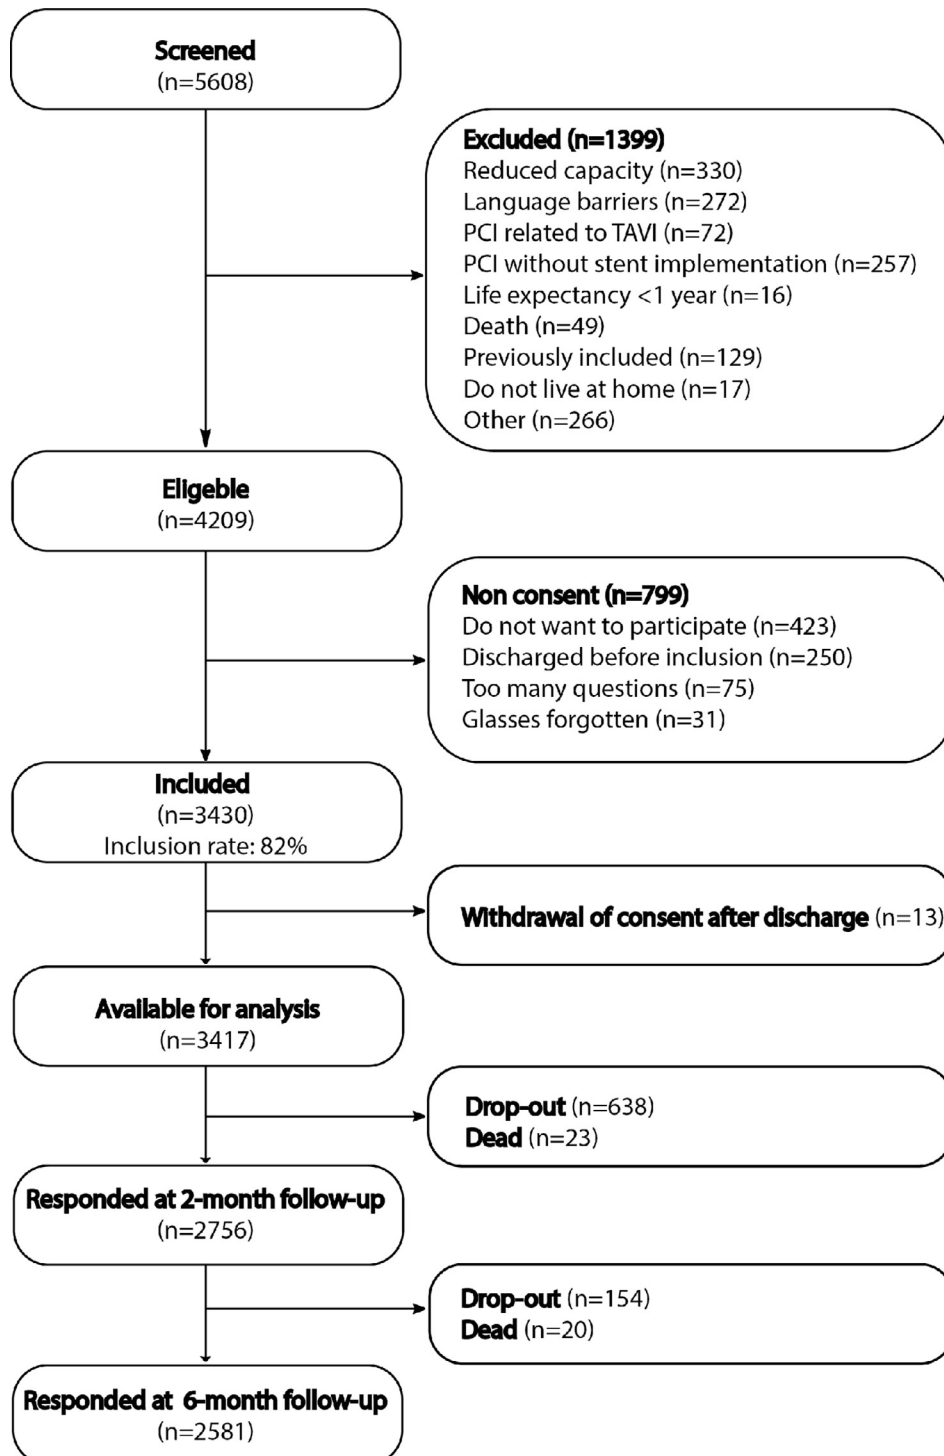 Screened
(n=5608)
Excluded (n=1399)
Reduced capacity (n=330)
Language barriers (n=272)
PCI related to TAVI (n=72)
PCI without stent implementation (n=257)
Life expectancy <1 year (n=16)
Death (n=49)
Previously included (n=129)
Do not live at home (n=17)
Other (n=266)
Eligeble
(n=4209)
Non consent (n=799)
Do not want to participate (n=423)
Discharged before inclusion (n=250)
Too many questions (n=75)
Glasses forgotten (n=31)
Included
(n=3430)
Inclusion rate: 82%
Withdrawal of consent after discharge (n=13)
Available for analysis
(n=3417)
Drop-out (n=638)
Dead (n=23)
Responded at 2-month follow-up
(n=2756)
Drop-out (n=154)
Dead (n=20)
Responded at 6-month follow-up
(n=2581)